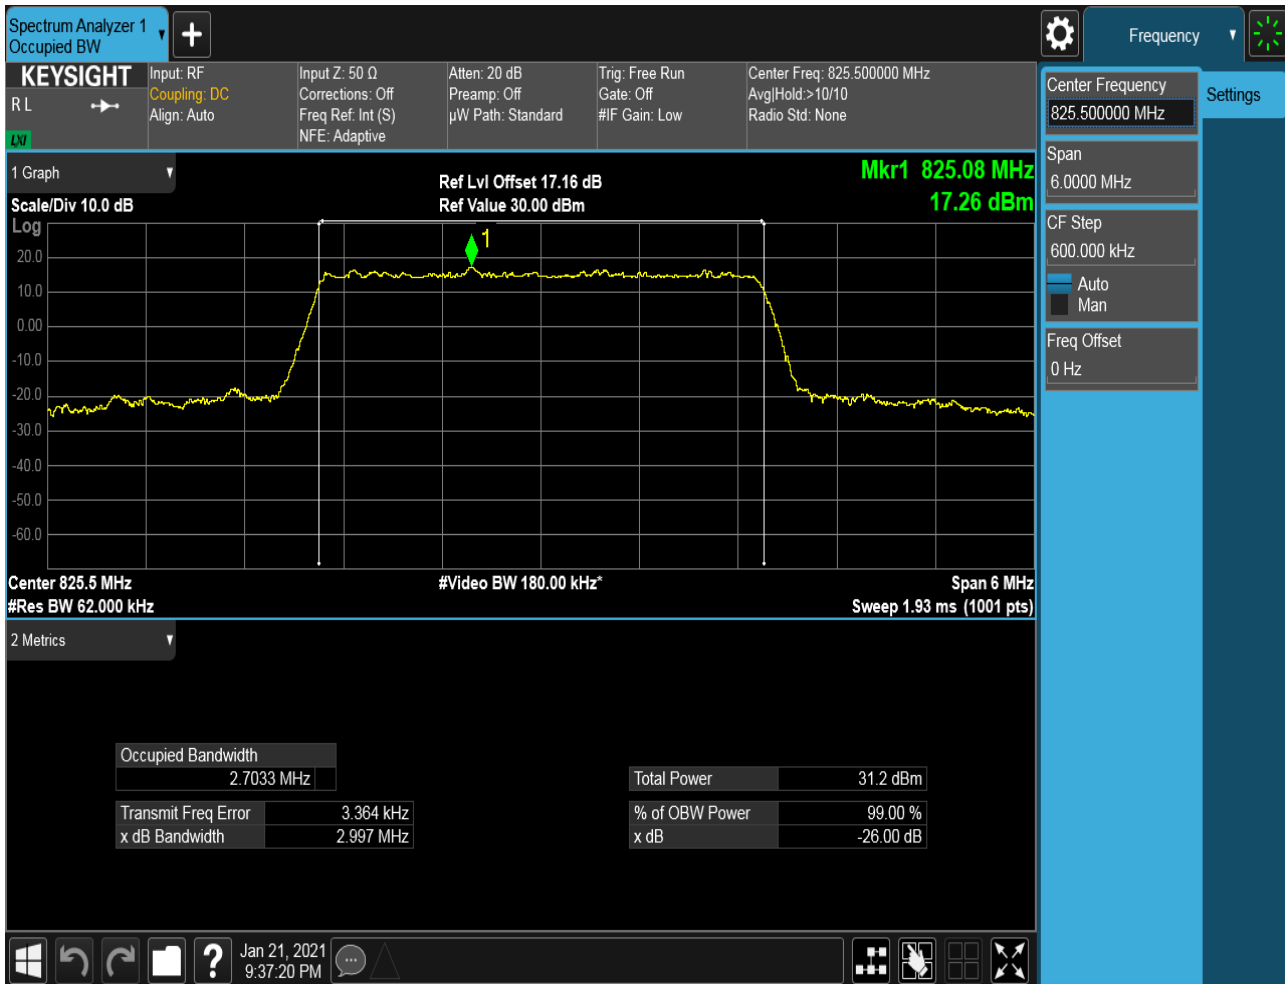 Spectrum Analyzer 1
Occupied BW
Frequency
KEYSIGHT
R L
LXI
Input: RF
Coupling: DC
Align: Auto
Input Z: 50 Ω
Corrections: Off
Freq Ref: Int (S)
NFE: Adaptive
Atten: 20 dB
Preamp: Off
µW Path: Standard
Trig: Free Run
Gate: Off
#IF Gain: Low
Center Freq: 825.500000 MHz
Avg|Hold:>10/10
Radio Std: None
Center Frequency
825.500000 MHz
Settings
Span
6.0000 MHz
CF Step
600.000 kHz
Auto
Man
Freq Offset
0 Hz
1 Graph
Scale/Div 10.0 dB
Log
Ref Lvl Offset 17.16 dB
Ref Value 30.00 dBm
Mkr1 825.08 MHz
17.26 dBm
1
20.0
10.0
0.00
-10.0
-20.0
-30.0
-40.0
-50.0
-60.0
Center 825.5 MHz
#Video BW 180.00 kHz*
Span 6 MHz
#Res BW 62.000 kHz
Sweep 1.93 ms (1001 pts)
2 Metrics
Occupied Bandwidth
2.7033 MHz
Total Power 31.2 dBm
Transmit Freq Error 3.364 kHz
% of OBW Power 99.00 %
x dB Bandwidth 2.997 MHz
x dB -26.00 dB
Jan 21, 2021
9:37:20 PM